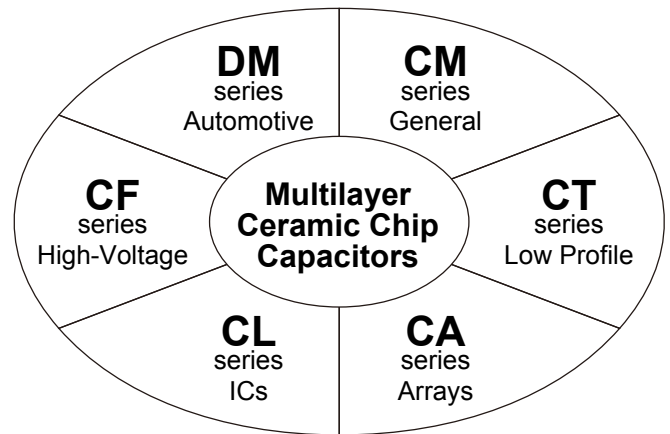 DM
series
Automotive
CM
series
General
CF
series
High-Voltage
Multilayer
Ceramic Chip
Capacitors
CT
series
Low Profile
CL
series
ICs
CA
series
Arrays